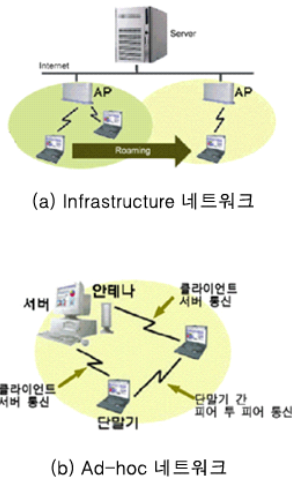 Server
Internet
AP
AP
Roaming
(a) Infrastructure 네트워크
안테나
클라이언트
서버 통신
서버
클라이언트
서버 통신
단말기
단말기 간
피어 투 피어 통신
(b) Ad-hoc 네트워크